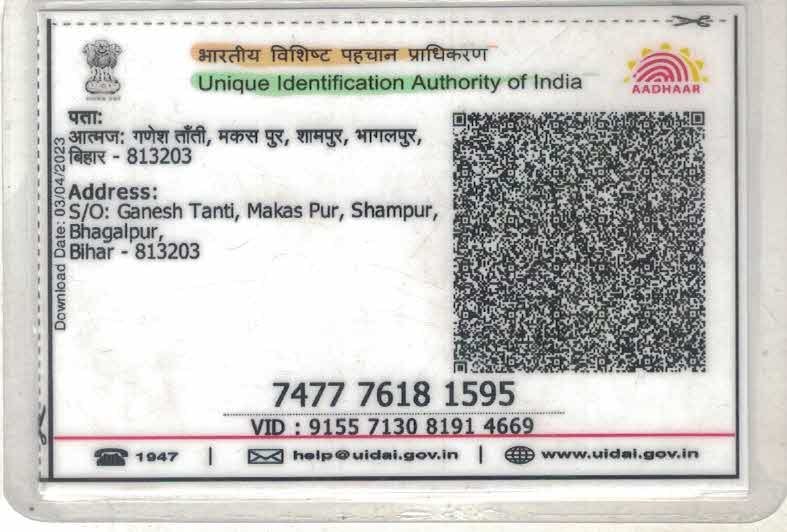 भारतीय विशिष्ट पहचान प्राधिकरण
Unique Identification Authority of India
AADHAAR
पता:
आत्मज: गणेश ताँती, मकस पुर, शामपुर, भागलपुर,
बिहार - 813203
Address:
S/O: Ganesh Tanti, Makas Pur, Shampur,
Bhagalpur,
Bihar - 813203
Download Date: 03/04/2023
7477 7618 1595
VID : 9155 7130 8191 4669
1947 | help@uidai.gov.in | www.uidai.gov.in